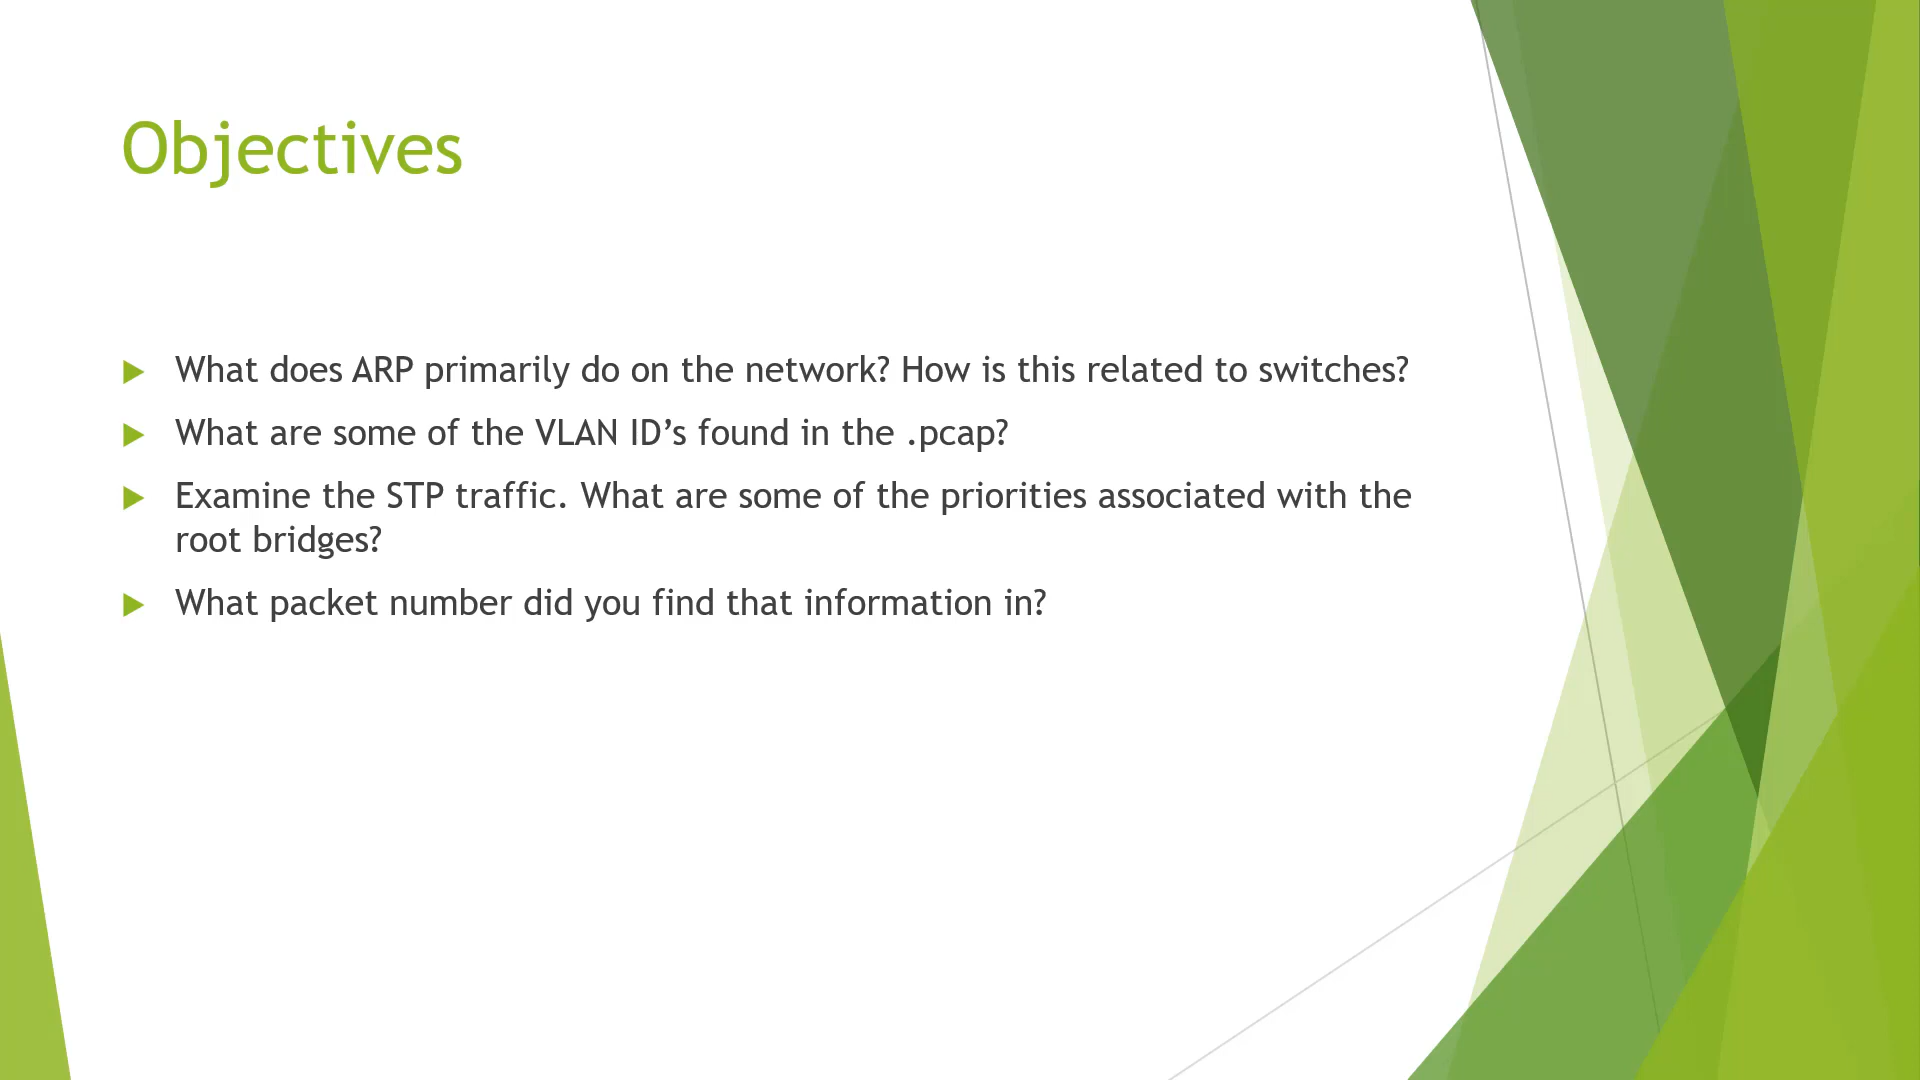 Objectives
What does ARP primarily do on the network? How is this related to switches?
What are some of the VLAN ID’s found in the .pcap?
Examine the STP traffic. What are some of the priorities associated with the
root bridges?
What packet number did you find that information in?